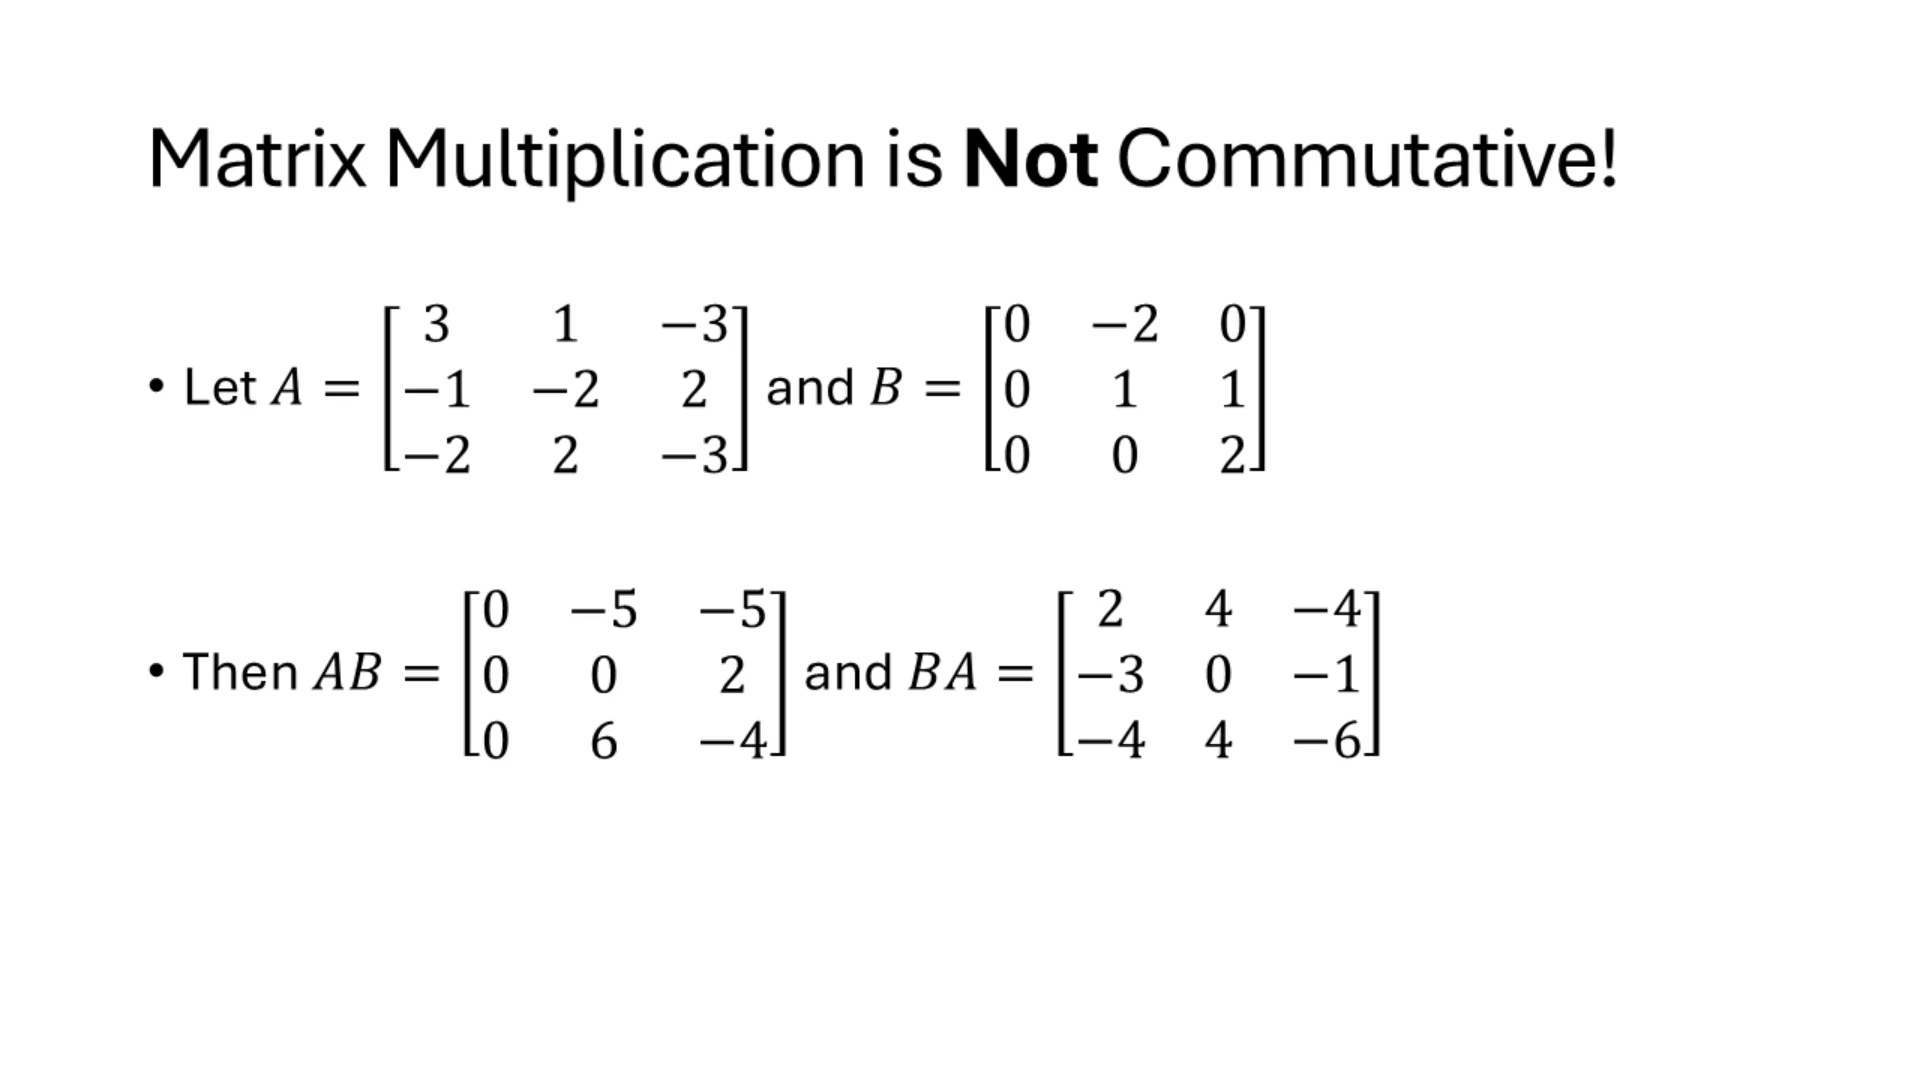 Matrix Multiplication is Not Commutative!
• Let A = [3 1 −3; −1 −2 2; −2 2 −3] and B = [0 −2 0; 0 1 1; 0 0 2]
• Then AB = [0 −5 −5; 0 0 2; 0 6 −4] and BA = [2 4 −4; −3 0 −1; −4 4 −6]